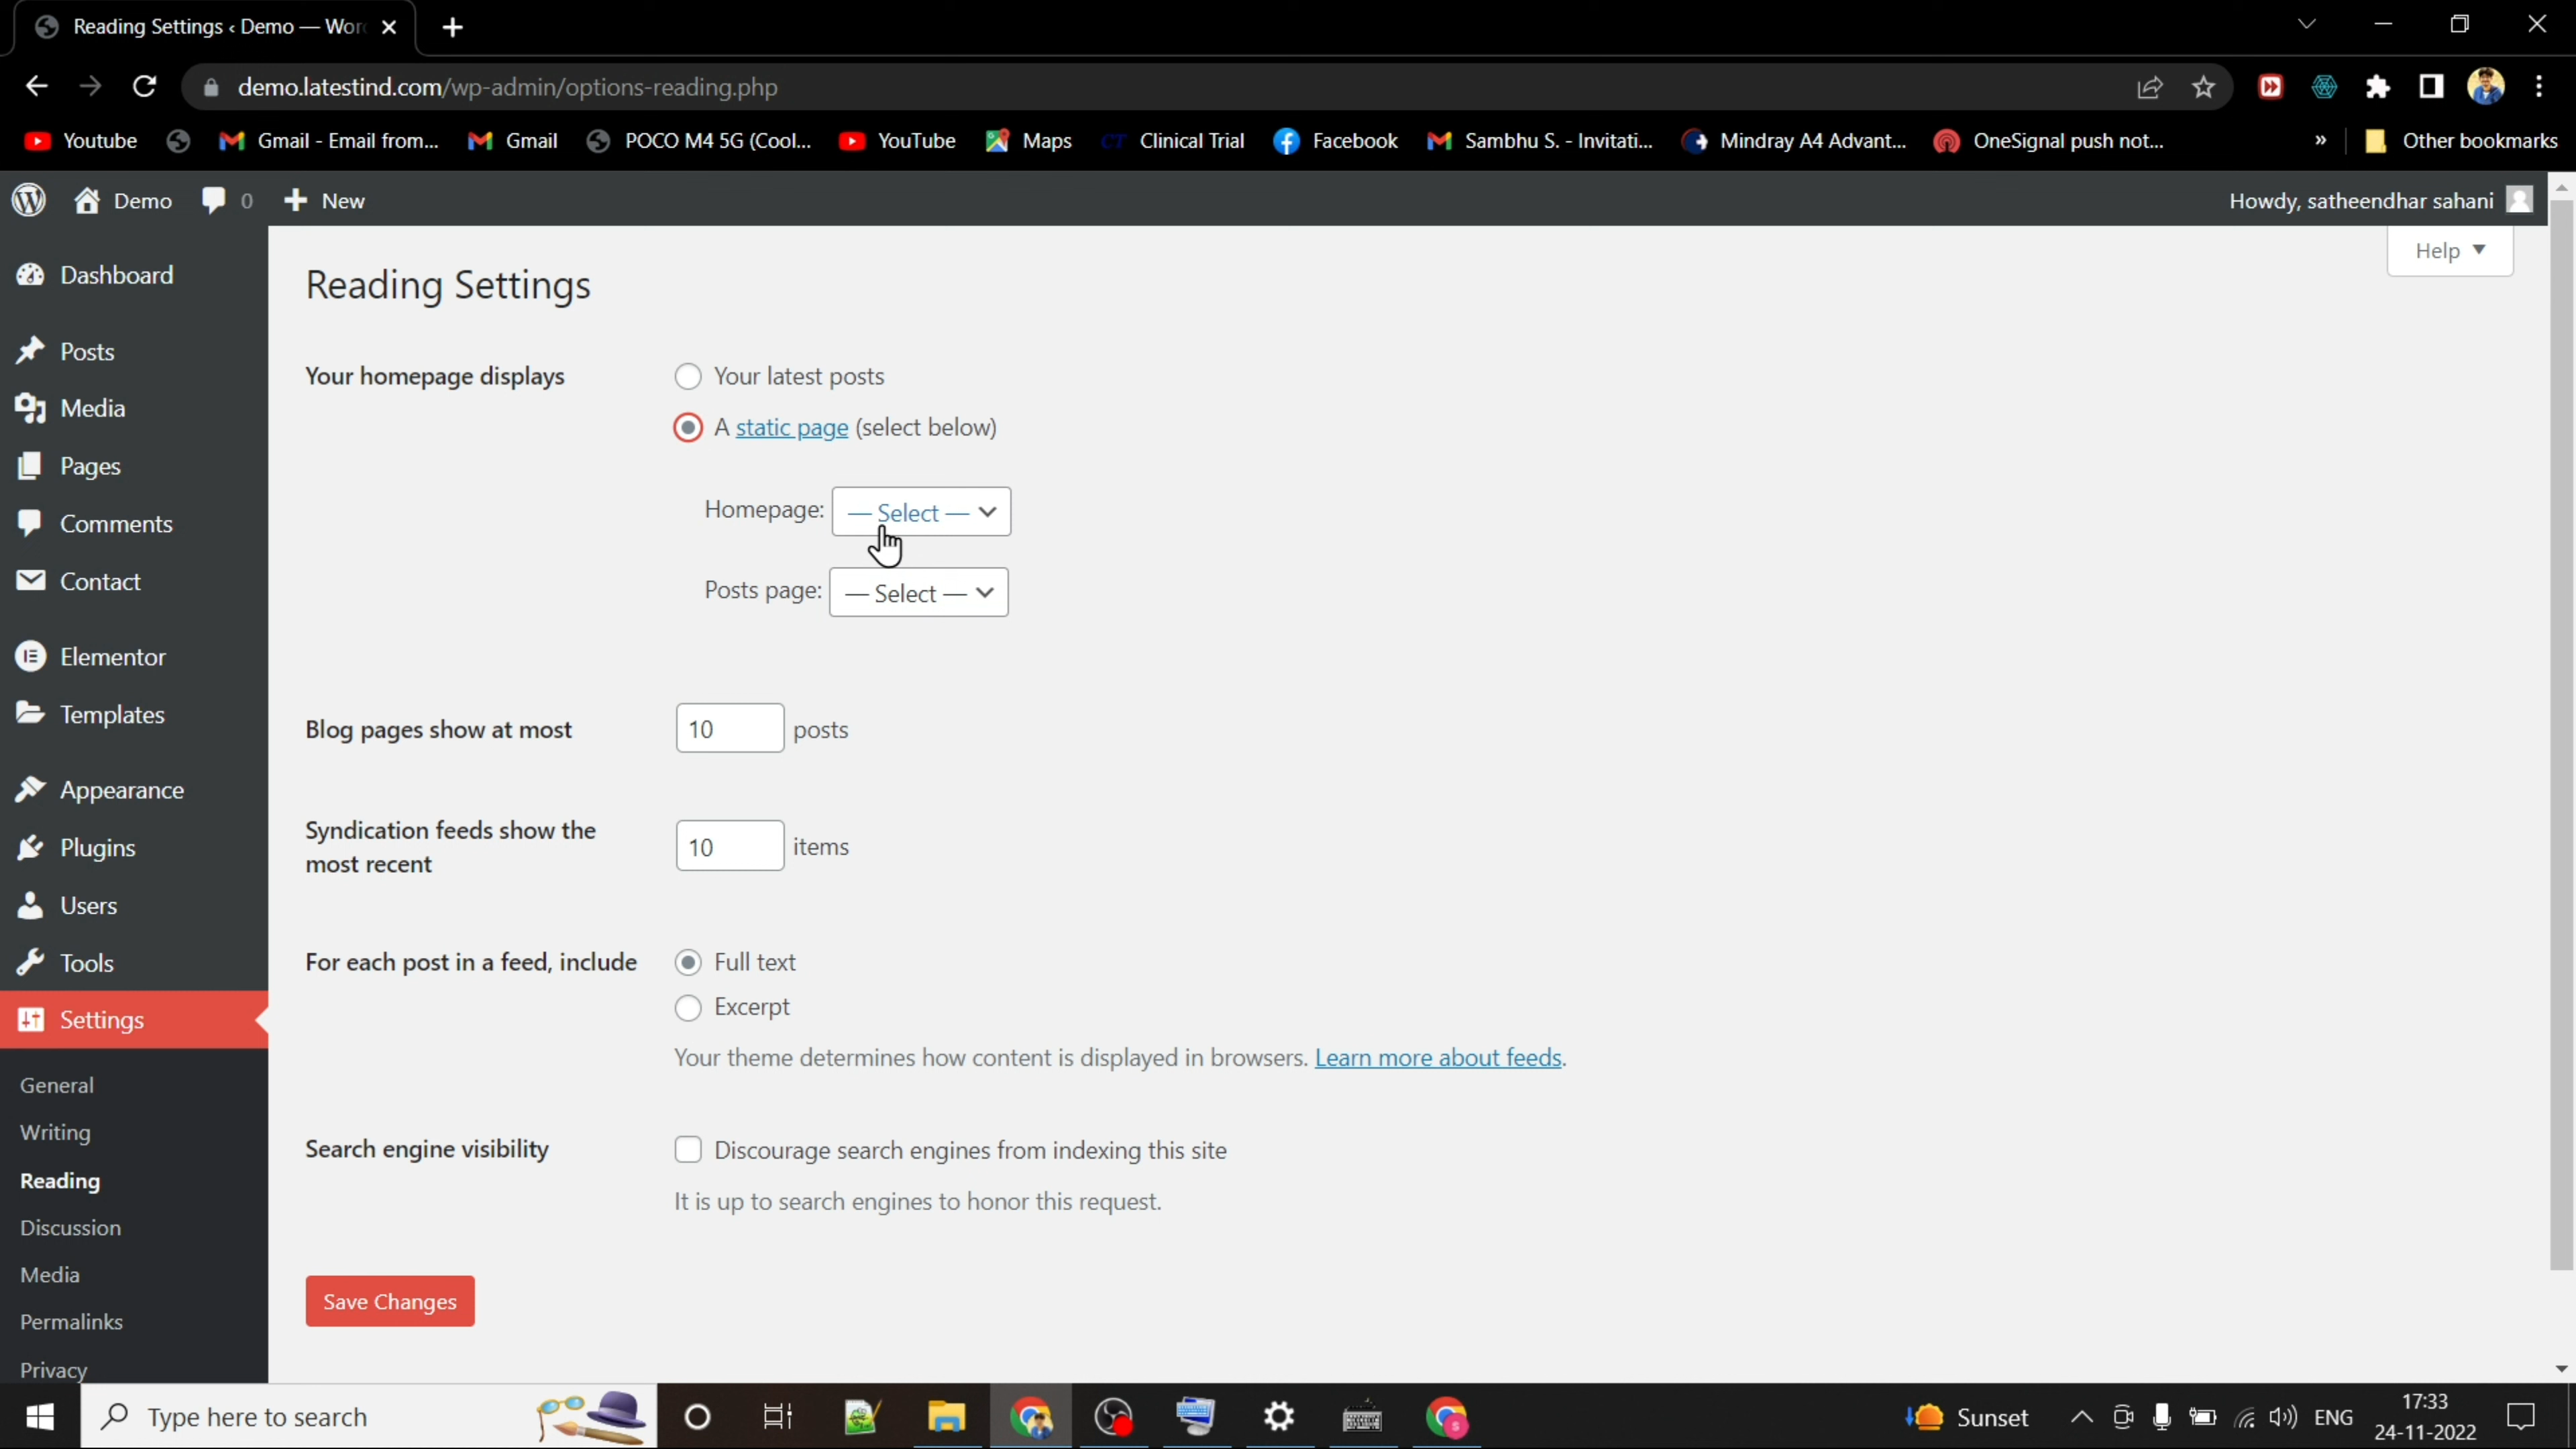 Reading Settings ‹ Demo — Wor
demo.latestind.com/wp-admin/options-reading.php
Youtube
Gmail - Email from...
Gmail
POCO M4 5G (Cool...
YouTube
Maps
CT Clinical Trial
Facebook
Sambhu S. - Invitati...
Mindray A4 Advant...
OneSignal push not...
»
Other bookmarks
Demo
0
New
Howdy, satheendhar sahani
Help
Dashboard
Posts
Media
Pages
Comments
Contact
Elementor
Templates
Appearance
Plugins
Users
Tools
Settings
General
Writing
Reading
Discussion
Media
Permalinks
Privacy
Reading Settings
Your homepage displays
Your latest posts
A static page (select below)
Homepage: — Select —
Posts page: — Select —
Blog pages show at most 10 posts
Syndication feeds show the
most recent
10 items
For each post in a feed, include
Full text
Excerpt
Your theme determines how content is displayed in browsers. Learn more about feeds.
Search engine visibility
Discourage search engines from indexing this site
It is up to search engines to honor this request.
Save Changes
Type here to search
Sunset
ENG
17:33
24-11-2022